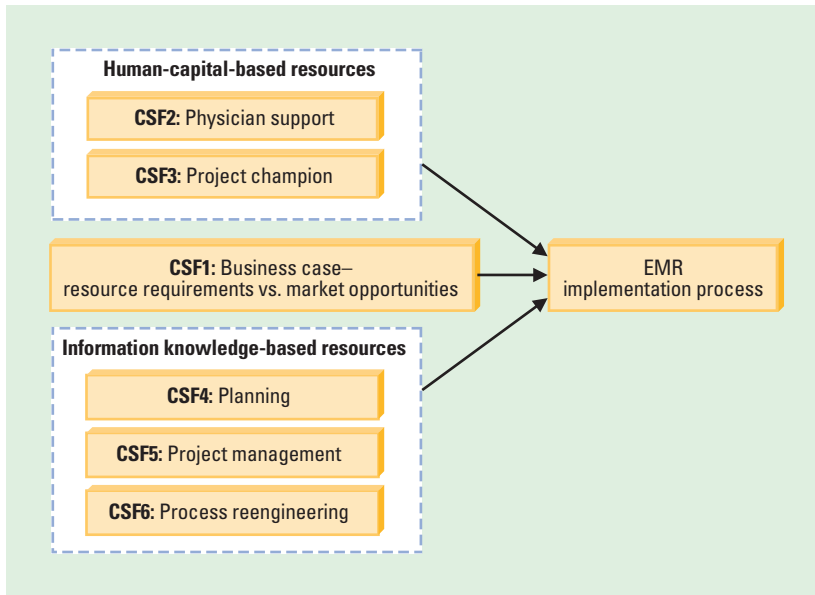 Human-capital-based resources
CSF2: Physician support
CSF3: Project champion
CSF1: Business case–
resource requirements vs. market opportunities
EMR
implementation process
Information knowledge-based resources
CSF4: Planning
CSF5: Project management
CSF6: Process reengineering